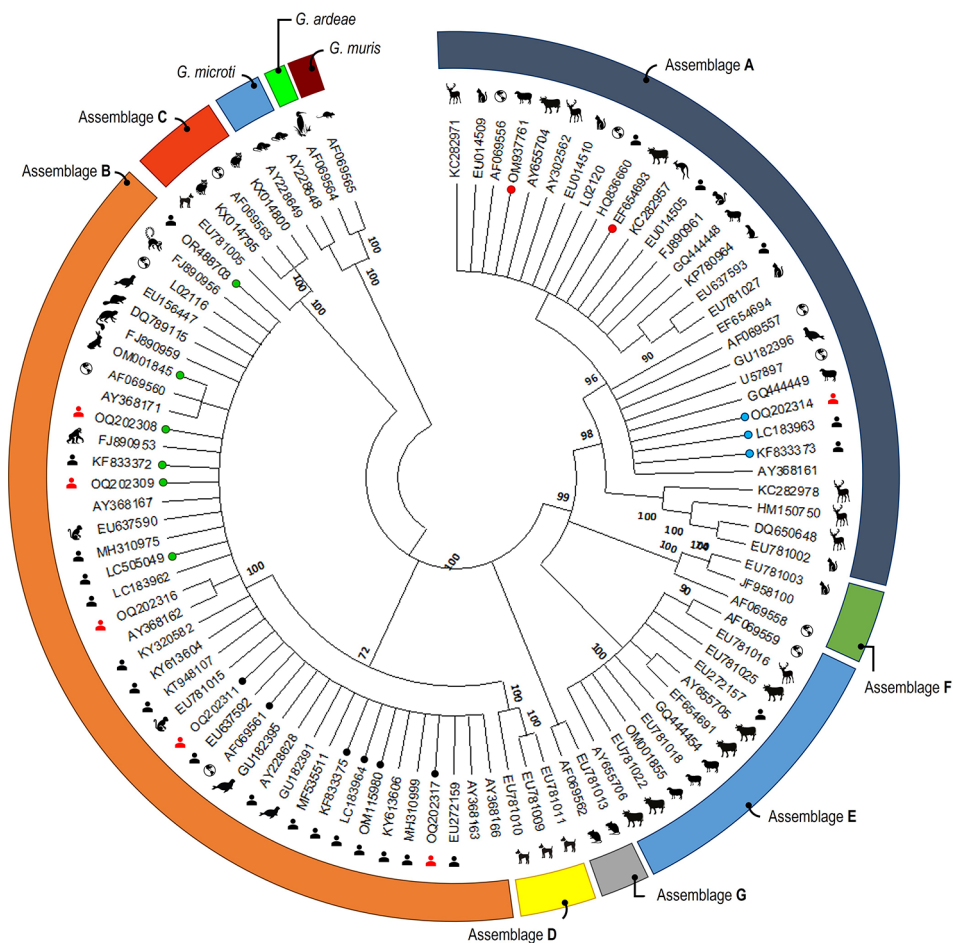 G. ardeae
G. muris
G. microti
Assemblage C
Assemblage B
Assemblage A
KC282971
EU014509
AF069556
OM937761
AY655704
AY302562
EU014510
L02120
HQ836660
EF654693
KC282957
EU014505
FJ890961
GQ444448
KP780964
EU637593
EU781027
EF654694
AF069557
GU182396
U57897
GQ444449
OQ202314
LC183963
KF833373
AY368161
KC282978
HM150750
DQ650648
EU781002
EU781003
JF958100
AF069558
AF069559
EU781016
EU781025
EU272157
AY655705
EF654691
GQ444454
EU781018
OM001855
EU781022
AY655706
EU781013
AF069562
EU781011
EU781009
EU781010
AY368166
AY368163
EU272159
OQ202317
MH310999
KY613606
OM115980
LC183964
KF833375
MF535511
GU182391
AY228628
GU182395
AF069561
EU637592
OQ202311
EU781015
KT948107
KY613604
KY320582
AY368162
OQ202316
LC183962
LC505049
MH310975
EU637590
AY368167
OQ202309
KF833372
FJ890953
OQ202308
AY368171
AF069560
OM001845
FJ890959
DQ789115
EU156447
L02116
FJ890956
OR488703
EU781005
KX014795
AF069563
KX014800
AY228649
AY228648
AF069564
AF069565
100
100
100
100
90
96
98
99
100
100
100
100
90
100
100
100
100
72
100
Assemblage F
Assemblage E
Assemblage G
Assemblage D